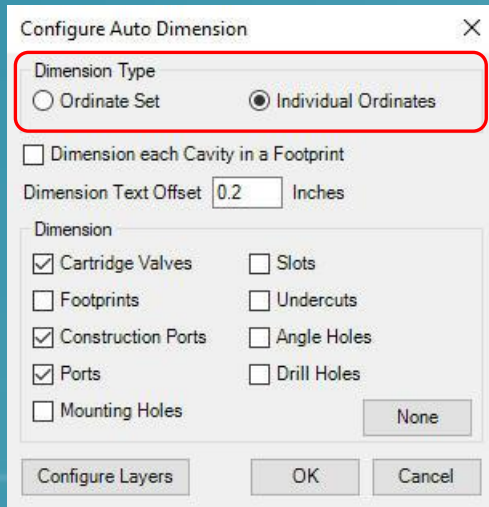 Configure Auto Dimension
Dimension Type
Ordinate Set Individual Ordinates
Dimension each Cavity in a Footprint
Dimension Text Offset 0.2 Inches
Dimension
Cartridge Valves Slots
Footprints Undercuts
Construction Ports Angle Holes
Ports Drill Holes
Mounting Holes None
Configure Layers OK Cancel